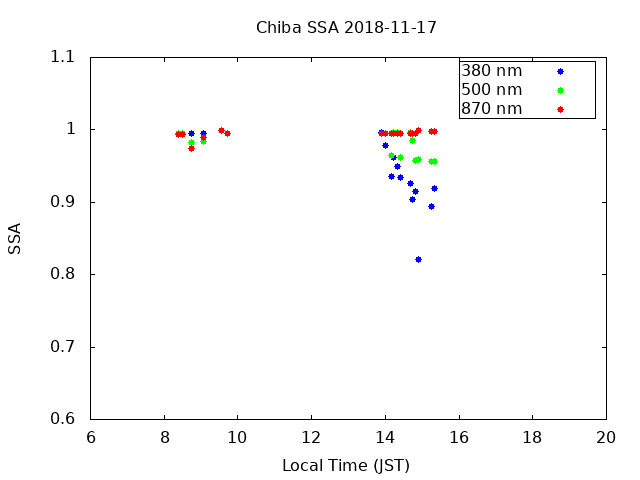 Chiba SSA 2018-11-17
380 nm
500 nm
870 nm
1.1
1
0.9
0.8
0.7
0.6
SSA
6 8 10 12 14 16 18 20
Local Time (JST)